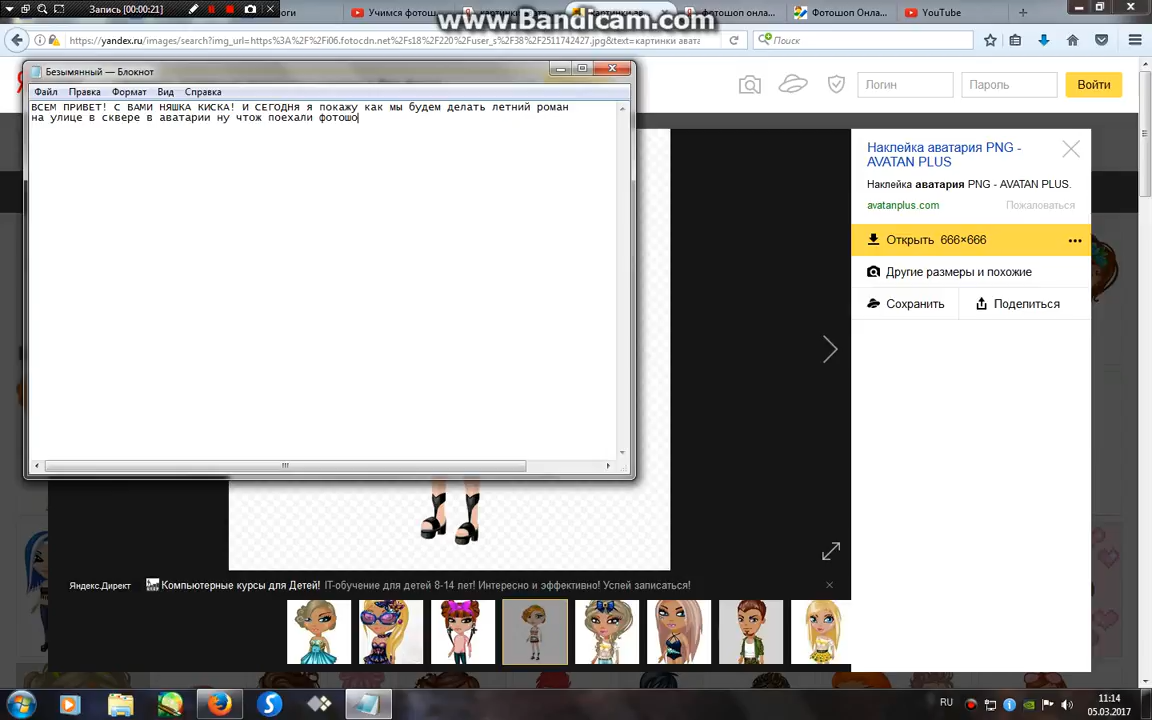 Запись [00:00:21]
www.BANDICAM.com
Учимся фотош
фотошоп онла...
Фотошоп Онла...
YouTube
https://yandex.ru/images/search?img_url=https%3A%2F%2Fi06.fotocdn.net%2Fs18%2F220%2Fuser_s%2F38%2F2511742427.jpg&text=картинки авата
Поиск
Безымянный — Блокнот
Файл Правка Формат Вид Справка
ВСЕМ ПРИВЕТ! С ВАМИ НЯШКА КИСКА! И СЕГОДНЯ я покажу как мы будем делать летний роман
на улице в сквере в аватарии ну чтож поехали фотошо
Логин
Пароль
Войти
Наклейка аватария PNG -
AVATAN PLUS
Наклейка аватария PNG - AVATAN PLUS.
avatanplus.com
Пожаловаться
Открыть 666×666
Другие размеры и похожие
Сохранить
Поделиться
Яндекс.Директ
Компьютерные курсы для Детей! IT-обучение для детей 8-14 лет! Интересно и эффективно! Успей записаться!
RU
11:14
05.03.2017